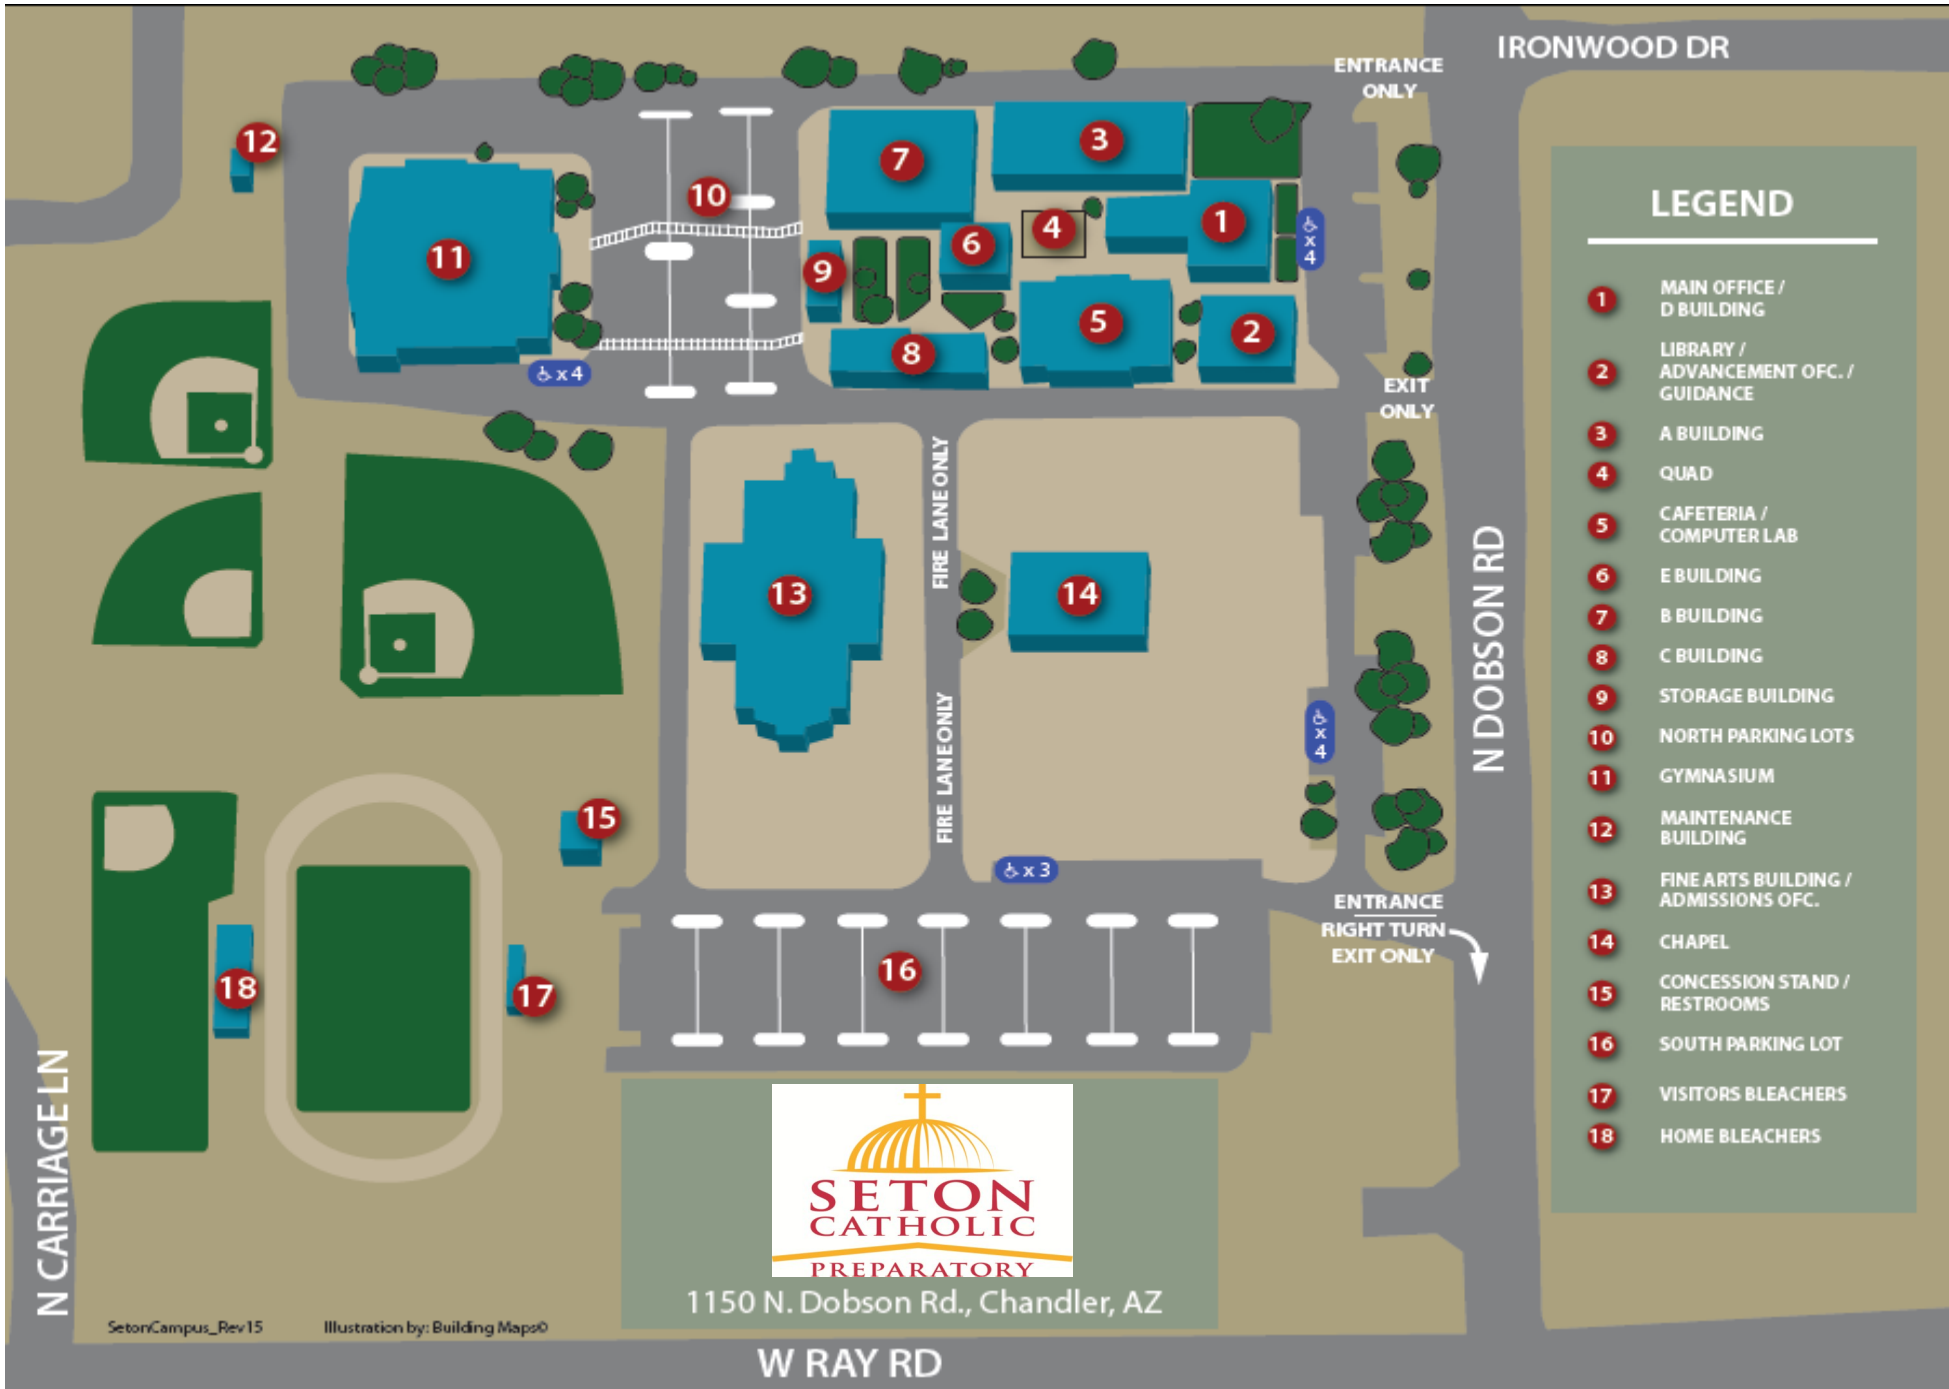 IRONWOOD DR
ENTRANCE
ONLY
12
3
7
10
1
4
6
11
9
x
4
5
2
8
x 4
EXIT
ONLY
FIRE LANE ONLY
13
14
N DOBSON RD
x
4
FIRE LANE ONLY
15
x 3
ENTRANCE
RIGHT TURN
EXIT ONLY
16
18
17
N CARRIAGE LN
SETON
CATHOLIC
PREPARATORY
1150 N. Dobson Rd., Chandler, AZ
SetonCampus_Rev15
Illustration by: Building Maps©
W RAY RD
LEGEND
1 MAIN OFFICE /
D BUILDING
2 LIBRARY /
ADVANCEMENT OFC. /
GUIDANCE
3 A BUILDING
4 QUAD
5 CAFETERIA /
COMPUTER LAB
6 E BUILDING
7 B BUILDING
8 C BUILDING
9 STORAGE BUILDING
10 NORTH PARKING LOTS
11 GYMNASIUM
12 MAINTENANCE
BUILDING
13 FINE ARTS BUILDING /
ADMISSIONS OFC.
14 CHAPEL
15 CONCESSION STAND /
RESTROOMS
16 SOUTH PARKING LOT
17 VISITORS BLEACHERS
18 HOME BLEACHERS